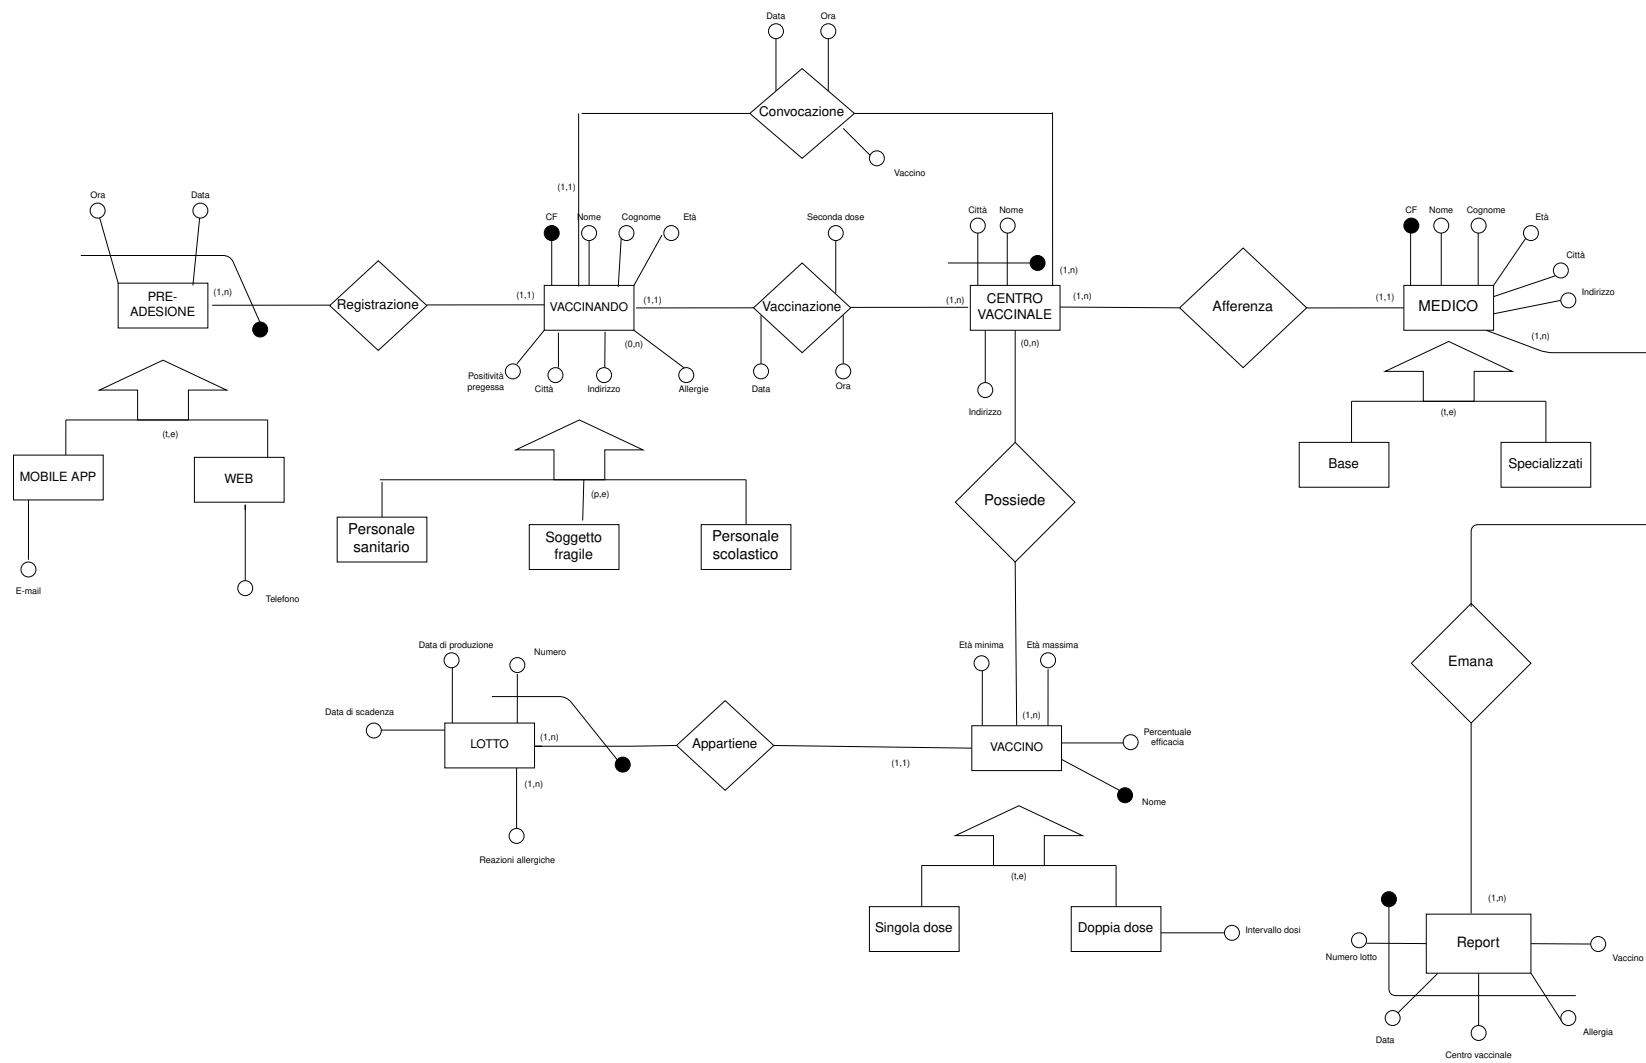 Data
Ora
Convocazione
Vaccino
(1,1)
Ora
Data
CF
Nome
Cognome
Età
Seconda dose
Città
Nome
CF
Nome
Cognome
Età
Città
Indirizzo
PRE-
ADESIONE
(1,n)
Registrazione
(1,1)
VACCINANDO
(1,1)
Vaccinazione
(1,n)
CENTRO
VACCINALE
(1,n)
(1,n)
Afferenza
(1,1)
MEDICO
(1,n)
(0,n)
(0,n)
Positività
pregessa
Città
Indirizzo
Allergie
Data
Ora
Indirizzo
(t,e)
MOBILE APP
WEB
E-mail
Telefono
(p,e)
Personale
sanitario
Soggetto
fragile
Personale
scolastico
Possiede
(t,e)
Base
Specializzati
Data di produzione
Numero
Data di scadenza
LOTTO
(1,n)
(1,n)
Reazioni allergiche
Appartiene
(1,1)
Età minima
Età massima
(1,n)
VACCINO
Percentuale
efficacia
Nome
(t,e)
Singola dose
Doppia dose
Intervallo dosi
Emana
(1,n)
Report
Numero lotto
Vaccino
Data
Centro vaccinale
Allergia